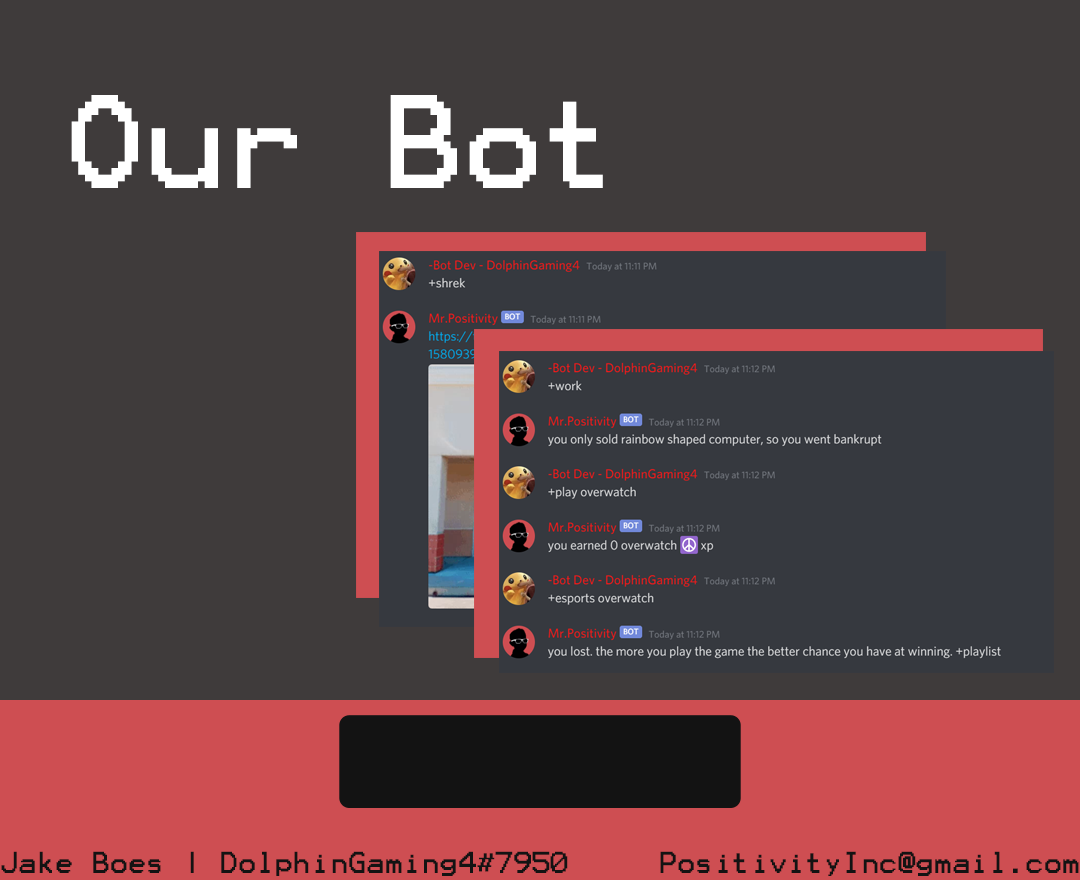 Our Bot
-Bot Dev - DolphinGaming4 Today at 11:11 PM
+shrek
Mr.Positivity BOT Today at 11:11 PM
https://
1580939
-Bot Dev - DolphinGaming4 Today at 11:12 PM
+work
Mr.Positivity BOT Today at 11:12 PM
you only sold rainbow shaped computer, so you went bankrupt
-Bot Dev - DolphinGaming4 Today at 11:12 PM
+play overwatch
Mr.Positivity BOT Today at 11:12 PM
you earned 0 overwatch ☮ xp
-Bot Dev - DolphinGaming4 Today at 11:12 PM
+esports overwatch
Mr.Positivity BOT Today at 11:12 PM
you lost. the more you play the game the better chance you have at winning. +playlist
Jake Boes | DolphinGaming4#7950 PositivityInc@gmail.com